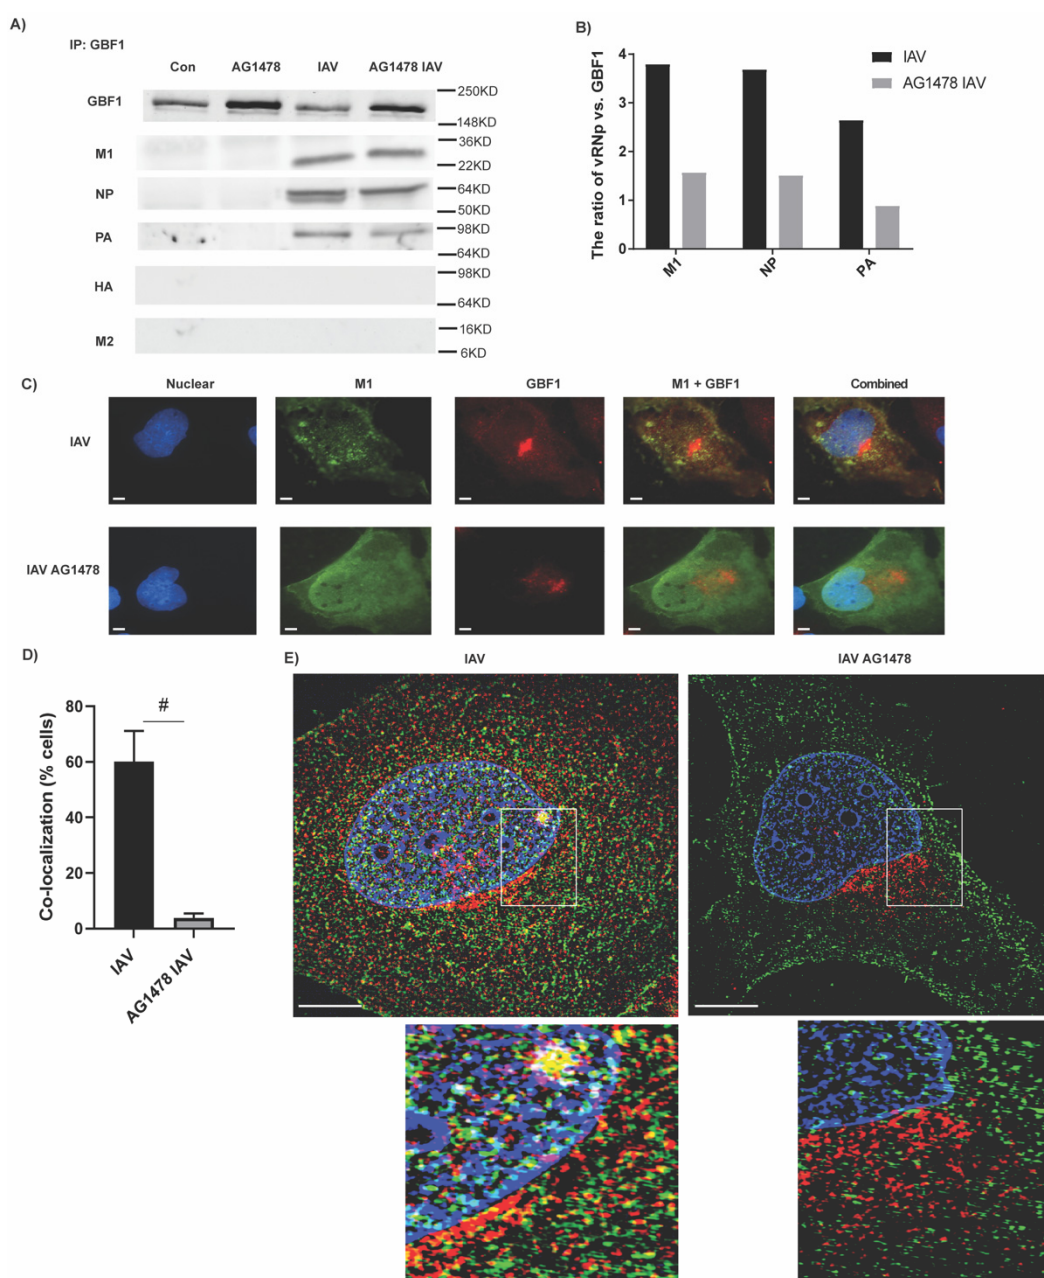 A)
IP: GBF1
Con AG1478 IAV AG1478 IAV
GBF1
250KD
148KD
M1
36KD
22KD
NP
64KD
50KD
PA
98KD
64KD
HA
98KD
64KD
M2
16KD
6KD
B)
The ratio of vRNp vs. GBF1
4
3
2
1
0
M1 NP PA
IAV
AG1478 IAV
C)
Nuclear M1 GBF1 M1 + GBF1 Combined
IAV
IAV AG1478
D)
Co-localization (% cells)
80
60
40
20
0
#
IAV AG1478 IAV
E)
IAV IAV AG1478